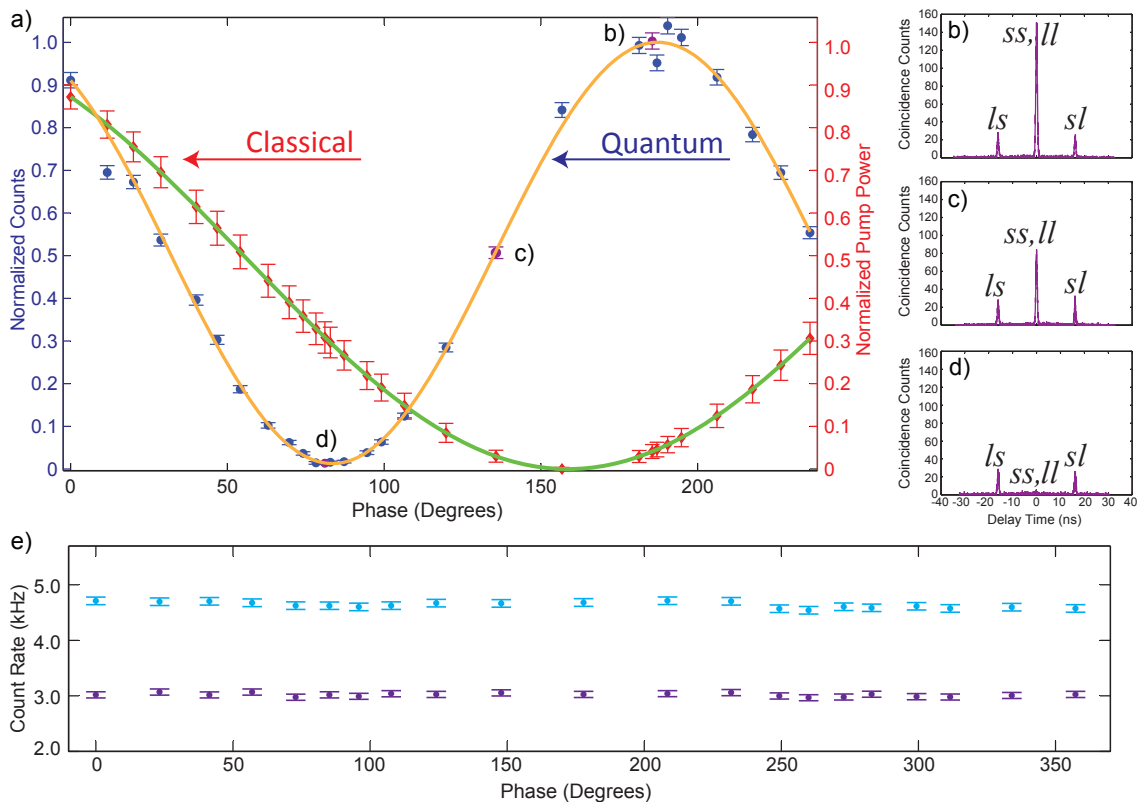 a)
Normalized Counts
1.0
0.9
0.8
0.7
0.6
0.5
0.4
0.3
0.2
0.1
0
Classical
Quantum
b)
c)
d)
1.0
0.9
0.8
0.7
0.6
0.5
0.4
0.3
0.2
0.1
0
Normalized Pump Power
0 50 100 150 200
Phase (Degrees)
b)
Coincidence Counts
160
140
120
100
80
60
40
20
0
ss,ll
ls
sl
c)
Coincidence Counts
160
140
120
100
80
60
40
20
0
ss,ll
ls
sl
d)
Coincidence Counts
160
140
120
100
80
60
40
20
0
ls
ss,ll
sl
-40 -30 -20 -10 0 10 20 30 40
Delay Time (ns)
e)
Count Rate (kHz)
5.0
4.0
3.0
2.0
0 50 100 150 200 250 300 350
Phase (Degrees)